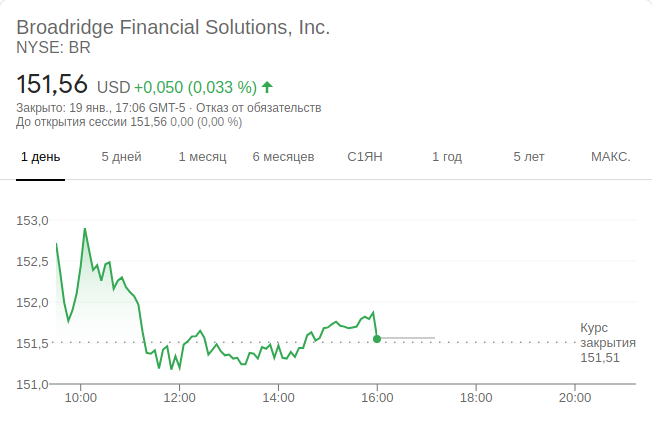 Broadridge Financial Solutions, Inc.
NYSE: BR
151,56 USD +0,050 (0,033 %)
Закрыто: 19 янв., 17:06 GMT-5 · Отказ от обязательств
До открытия сессии 151,56 0,00 (0,00 %)
1 день 5 дней 1 месяц 6 месяцев С1ЯН 1 год 5 лет МАКС.
153,0
152,5
152,0
151,5
151,0
Курс
закрытия
151,51
10:00 12:00 14:00 16:00 18:00 20:00